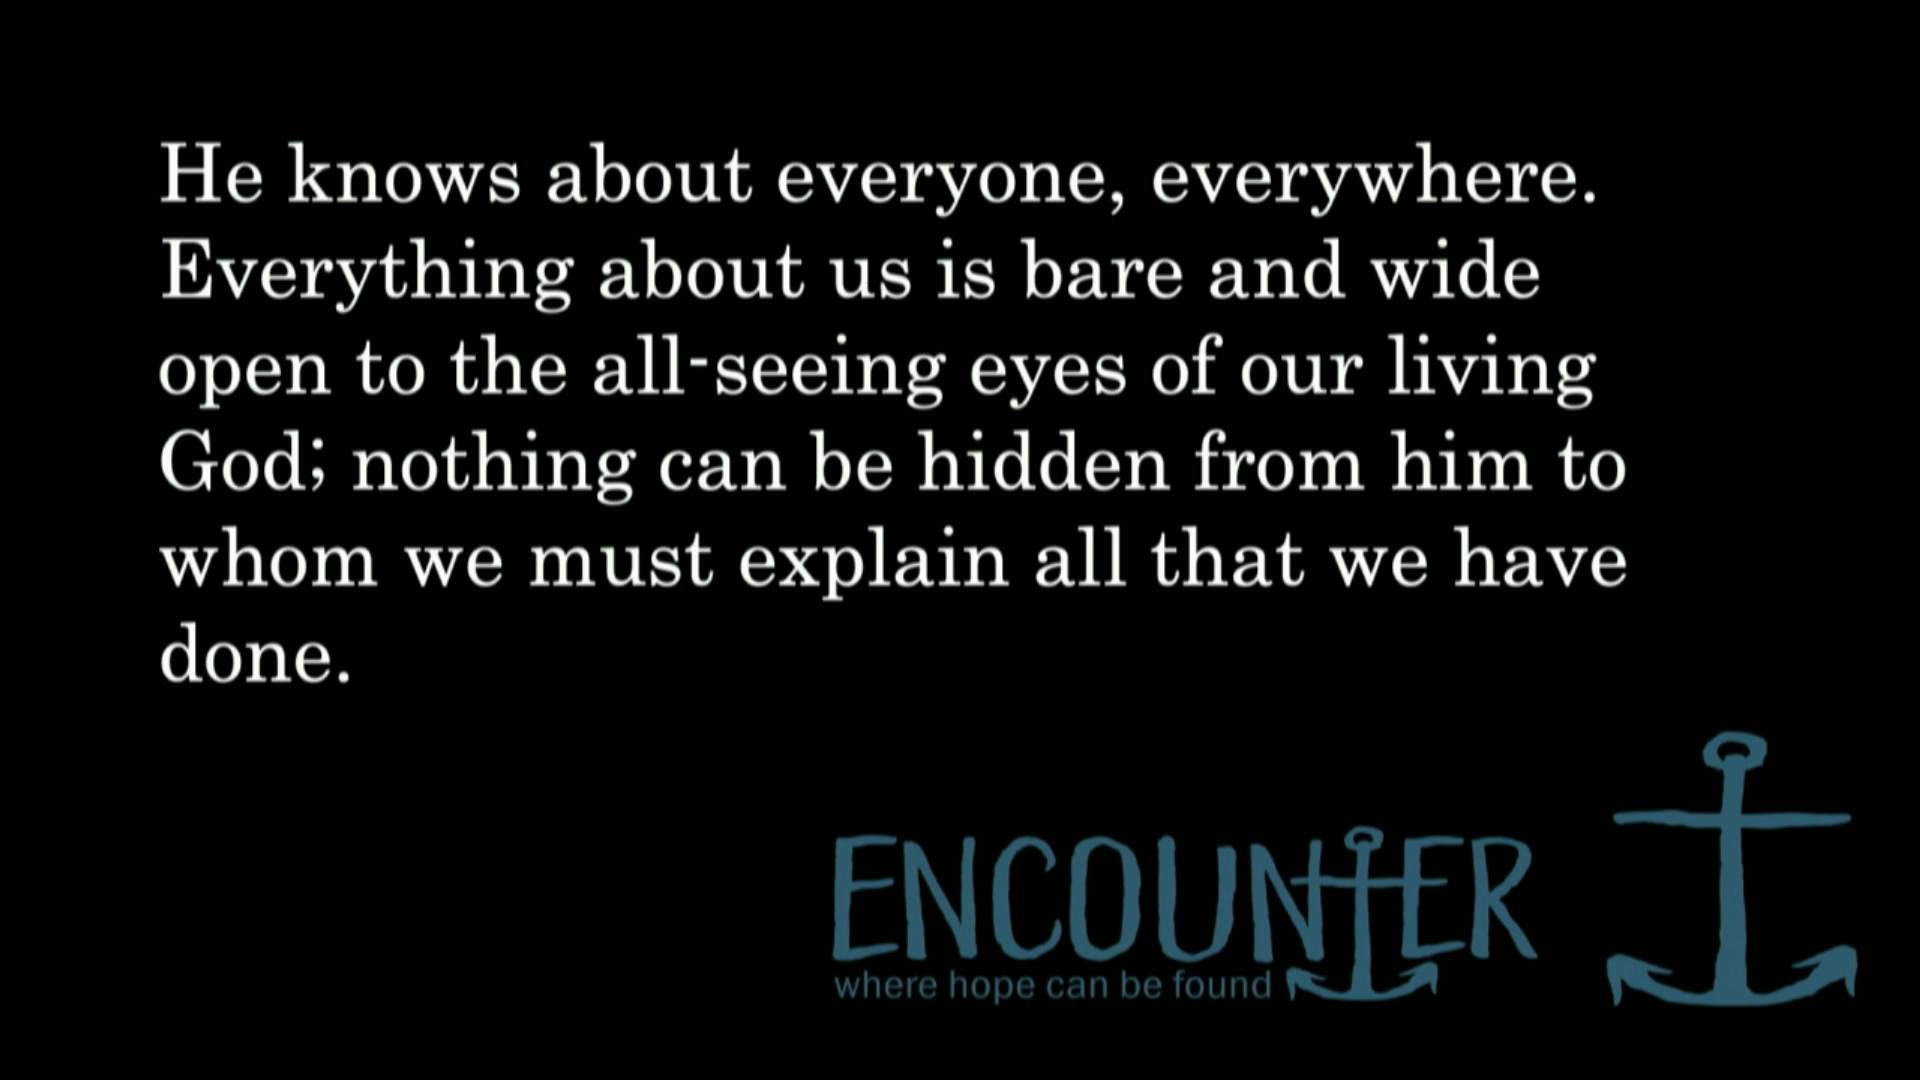 He knows about everyone, everywhere.
Everything about us is bare and wide
open to the all-seeing eyes of our living
God; nothing can be hidden from him to
whom we must explain all that we have
done.
ENCOUNTER
where hope can be found